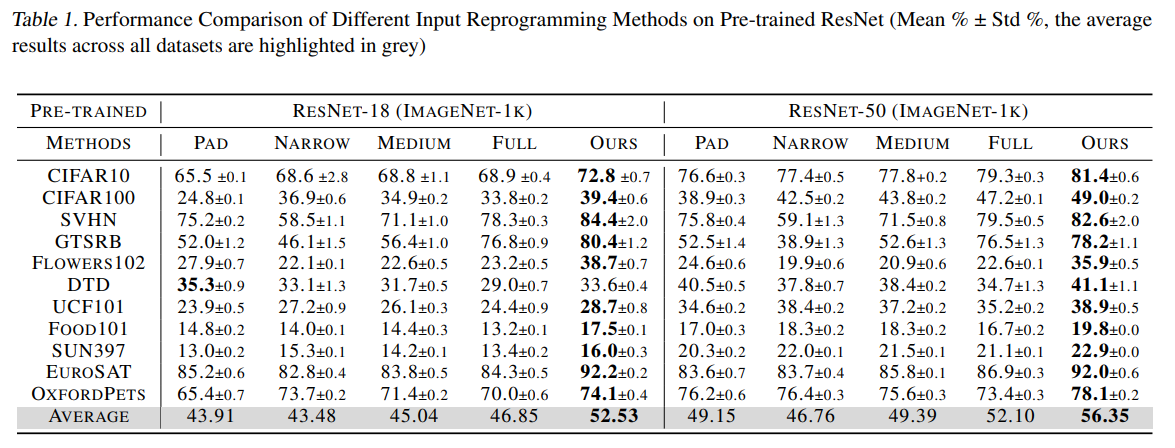 Table 1. Performance Comparison of Different Input Reprogramming Methods on Pre-trained ResNet (Mean % ± Std %, the average
results across all datasets are highlighted in grey)
PRE-TRAINED RESNET-18 (IMAGENET-1K) RESNET-50 (IMAGENET-1K)
METHODS PAD NARROW MEDIUM FULL OURS PAD NARROW MEDIUM FULL OURS
CIFAR10 65.5 ±0.1 68.6 ±2.8 68.8 ±1.1 68.9 ±0.4 72.8 ±0.7 76.6±0.3 77.4±0.5 77.8+0.2 79.3±0.3 81.4±0.6
CIFAR100 24.8±0.1 36.9±0.6 34.9±0.2 33.8±0.2 39.4±0.6 38.9±0.3 42.5±0.2 43.8±0.2 47.2±0.1 49.0±0.2
SVHN 75.2±0.2 58.5±1.1 71.1±1.0 78.3±0.3 84.4±2.0 75.8±0.4 59.1±1.3 71.5±0.8 79.5±0.5 82.6±2.0
GTSRB 52.0±1.2 46.1±1.5 56.4±1.0 76.8±0.9 80.4±1.2 52.5±1.4 38.9±1.3 52.6±1.3 76.5±1.3 78.2±1.1
FLOWERS102 27.9±0.7 22.1±0.1 22.6±0.5 23.2±0.5 38.7±0.7 24.6±0.6 19.9±0.6 20.9±0.6 22.6±0.1 35.9±0.5
DTD 35.3±0.9 33.1±1.3 31.7±0.5 29.0±0.7 33.6±0.4 40.5±0.5 37.8±0.7 38.4±0.2 34.7±1.3 41.1±1.1
UCF101 23.9±0.5 27.2±0.9 26.1±0.3 24.4±0.9 28.7±0.8 34.6±0.2 38.4±0.2 37.2±0.2 35.2±0.2 38.9±0.5
FOOD101 14.8±0.2 14.0±0.1 14.4±0.3 13.2±0.1 17.5±0.1 17.0±0.3 18.3±0.2 18.3±0.2 16.7±0.2 19.8±0.0
SUN397 13.0±0.2 15.3±0.1 14.2±0.1 13.4±0.2 16.0±0.3 20.3±0.2 22.0±0.1 21.5±0.1 21.1±0.1 22.9±0.0
EUROSAT 85.2±0.6 82.8±0.4 83.8±0.5 84.3±0.5 92.2±0.2 83.6±0.7 83.7±0.4 85.8±0.1 86.9±0.3 92.0±0.6
OXFORDPETS 65.4±0.7 73.7±0.2 71.4±0.2 70.0±0.6 74.1±0.4 76.2±0.6 76.4±0.3 75.6±0.3 73.4±0.3 78.1±0.2
AVERAGE 43.91 43.48 45.04 46.85 52.53 49.15 46.76 49.39 52.10 56.35